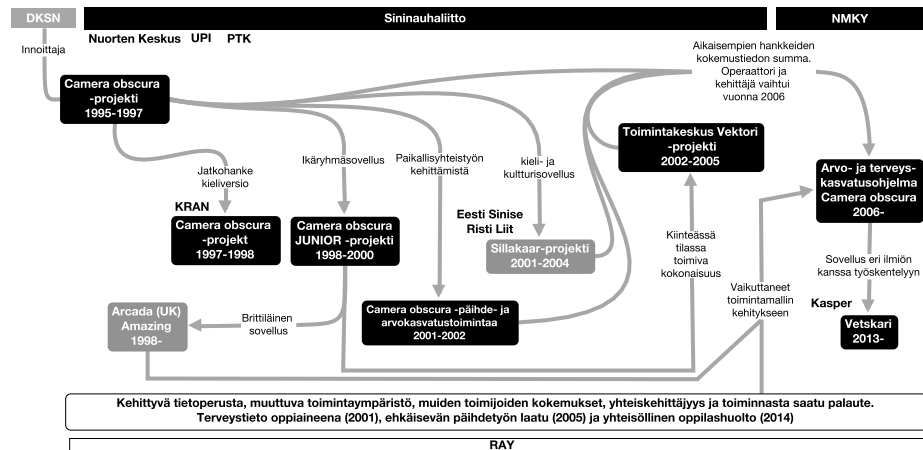 DKSN
Sininauhaliitto
NMKY
Nuorten Keskus UPI PTK
Innoittaja
Camera obscura
-projekti
1995-1997
Aikaisempien hankkeiden
kokemustiedon summa.
Operaattori ja
kehittäjä vaihtui
vuonna 2006
Toimintakeskus Vektori
-projekti
2002-2005
Jatkohanke
kieliversio
Ikäryhmäsovellus
Paikallisyhteistyön
kehittämistä
kieli- ja
kultturisovellus
Arvo- ja terveys-
kasvatusohjelma
Camera obscura
2006-
KRAN
Camera obscura
-projekt
1997-1998
Camera obscura
JUNIOR -projekti
1998-2000
Eesti Sinise
Risti Liit
Sillakaar-projekti
2001-2004
Kiinteässä
tilassa
toimiva
kokonaisuus
Sovellus eri ilmiön
kanssa työskentelyyn
Vaikuttaneet
toimintamallin
kehitykseen
Kasper
Vetskari
2013-
Arcada (UK)
Amazing
1998-
Brittiläinen
sovellus
Camera obscura -päihde- ja
arvokasvatustoimintaa
2001-2002
Kehittyvä tietoperusta, muuttuva toimintaympäristö, muiden toimijoiden kokemukset, yhteiskehittäjyys ja toiminnasta saatu palaute.
Terveystieto oppiaineena (2001), ehkäisevän päihdetyön laatu (2005) ja yhteisöllinen oppilashuolto (2014)
RAY